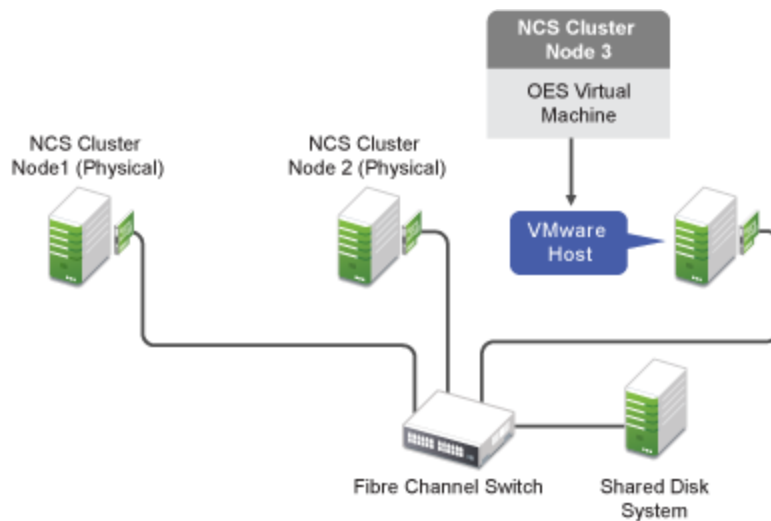 NCS Cluster
Node 3
OES Virtual
Machine
NCS Cluster
Node1 (Physical)
NCS Cluster
Node 2 (Physical)
VMware
Host
Fibre Channel Switch
Shared Disk
System